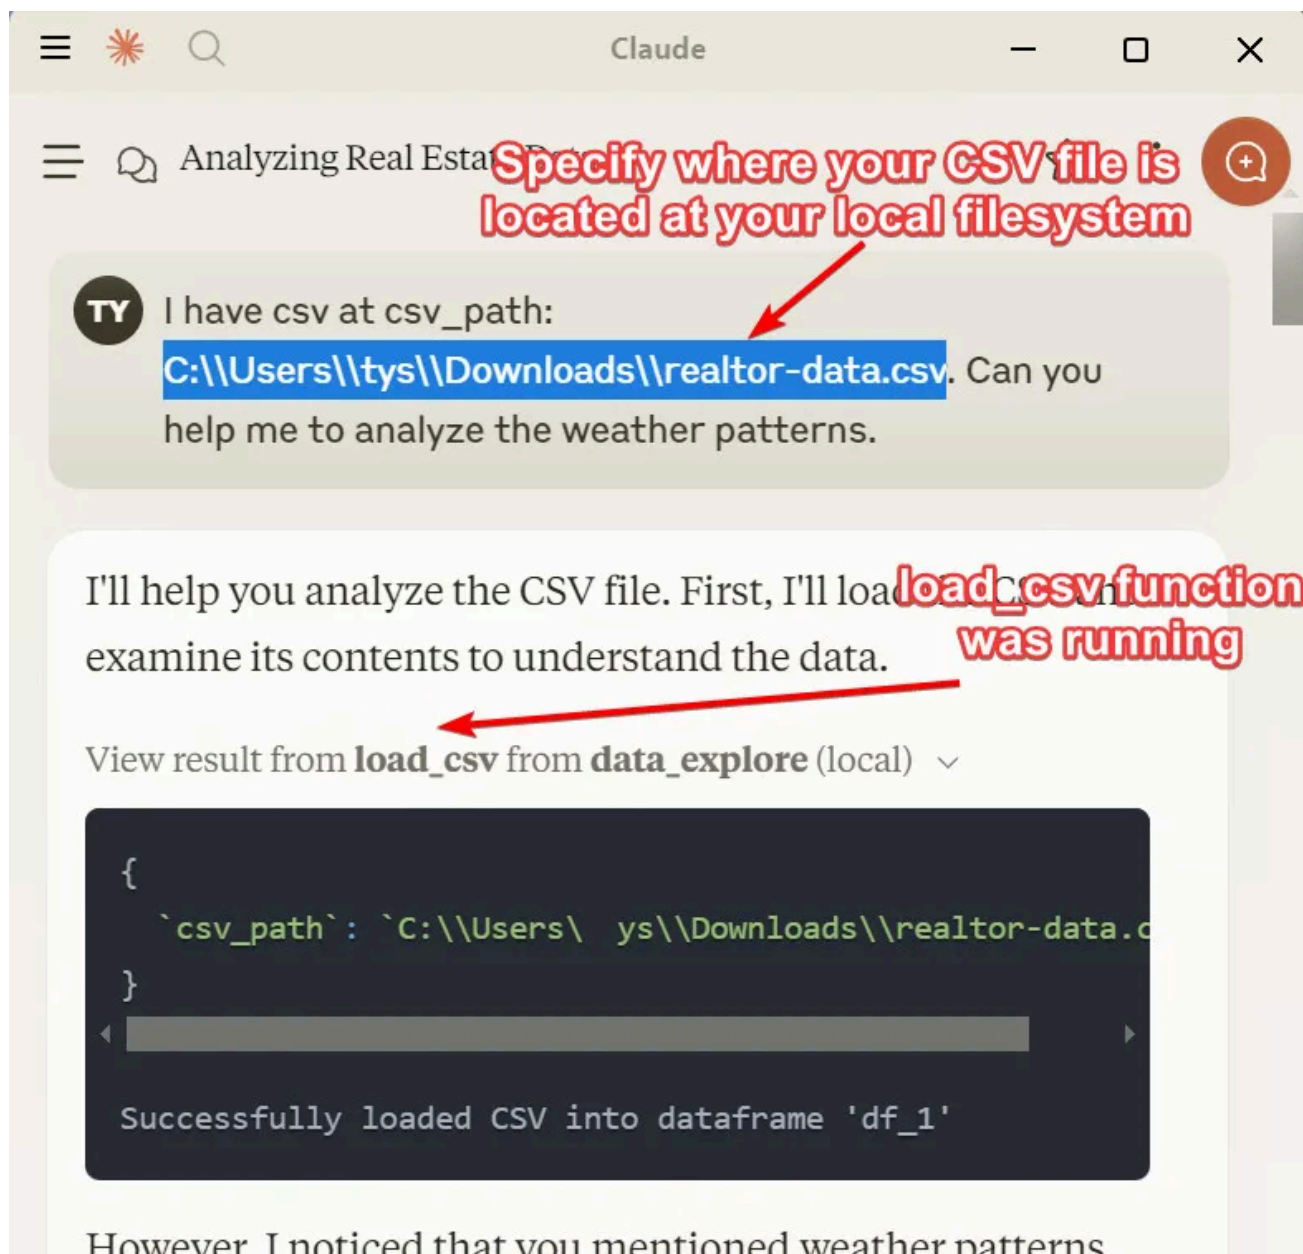 Claude
Analyzing Real Esta
Specify where your CSV file is
located at your local filesystem
TY
I have csv at csv_path:
C:\\Users\\tys\\Downloads\\realtor-data.csv. Can you
help me to analyze the weather patterns.
I'll help you analyze the CSV file. First, I'll loa
load_csv function
examine its contents to understand the data.
was running
View result from load_csv from data_explore (local)
{
`csv_path`: `C:\\Users\ ys\\Downloads\\realtor-data.c
}
Successfully loaded CSV into dataframe 'df_1'
However, I noticed that you mentioned weather patterns